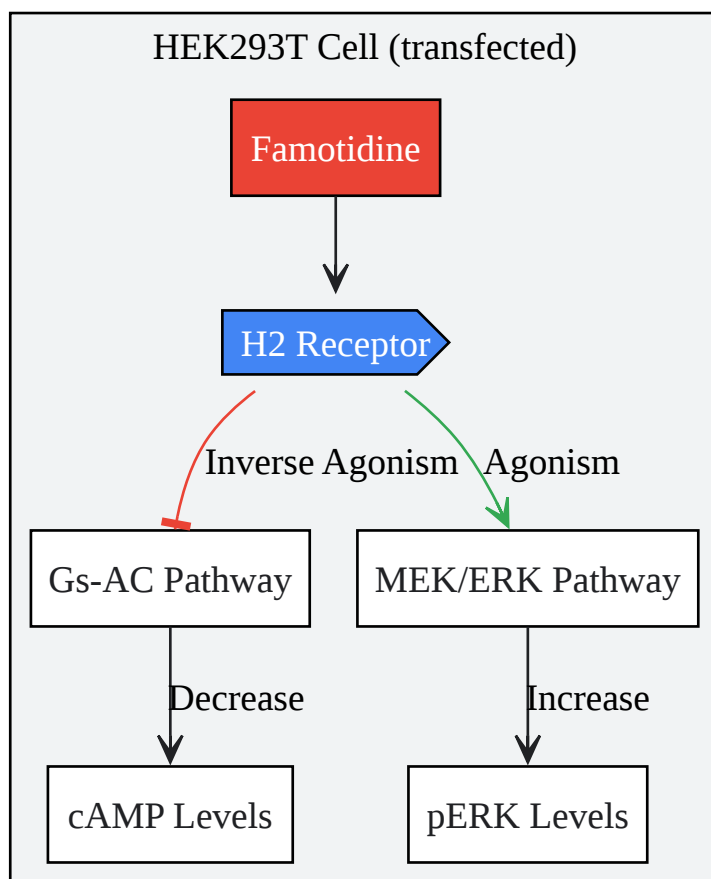 HEK293T Cell (transfected)
Famotidine
H2 Receptor
Inverse Agonism
Agonism
Gs-AC Pathway
MEK/ERK Pathway
Decrease
Increase
cAMP Levels
pERK Levels